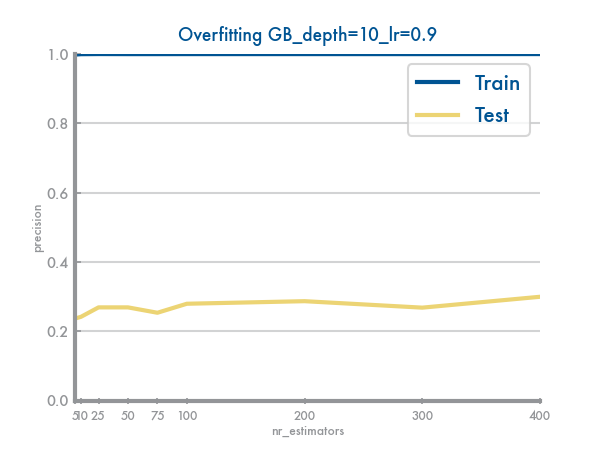 Overfitting GB_depth=10_lr=0.9
Train
Test
precision
1.0
0.8
0.6
0.4
0.2
0.0
5 10 25 50 75 100 200 300 400
nr_estimators